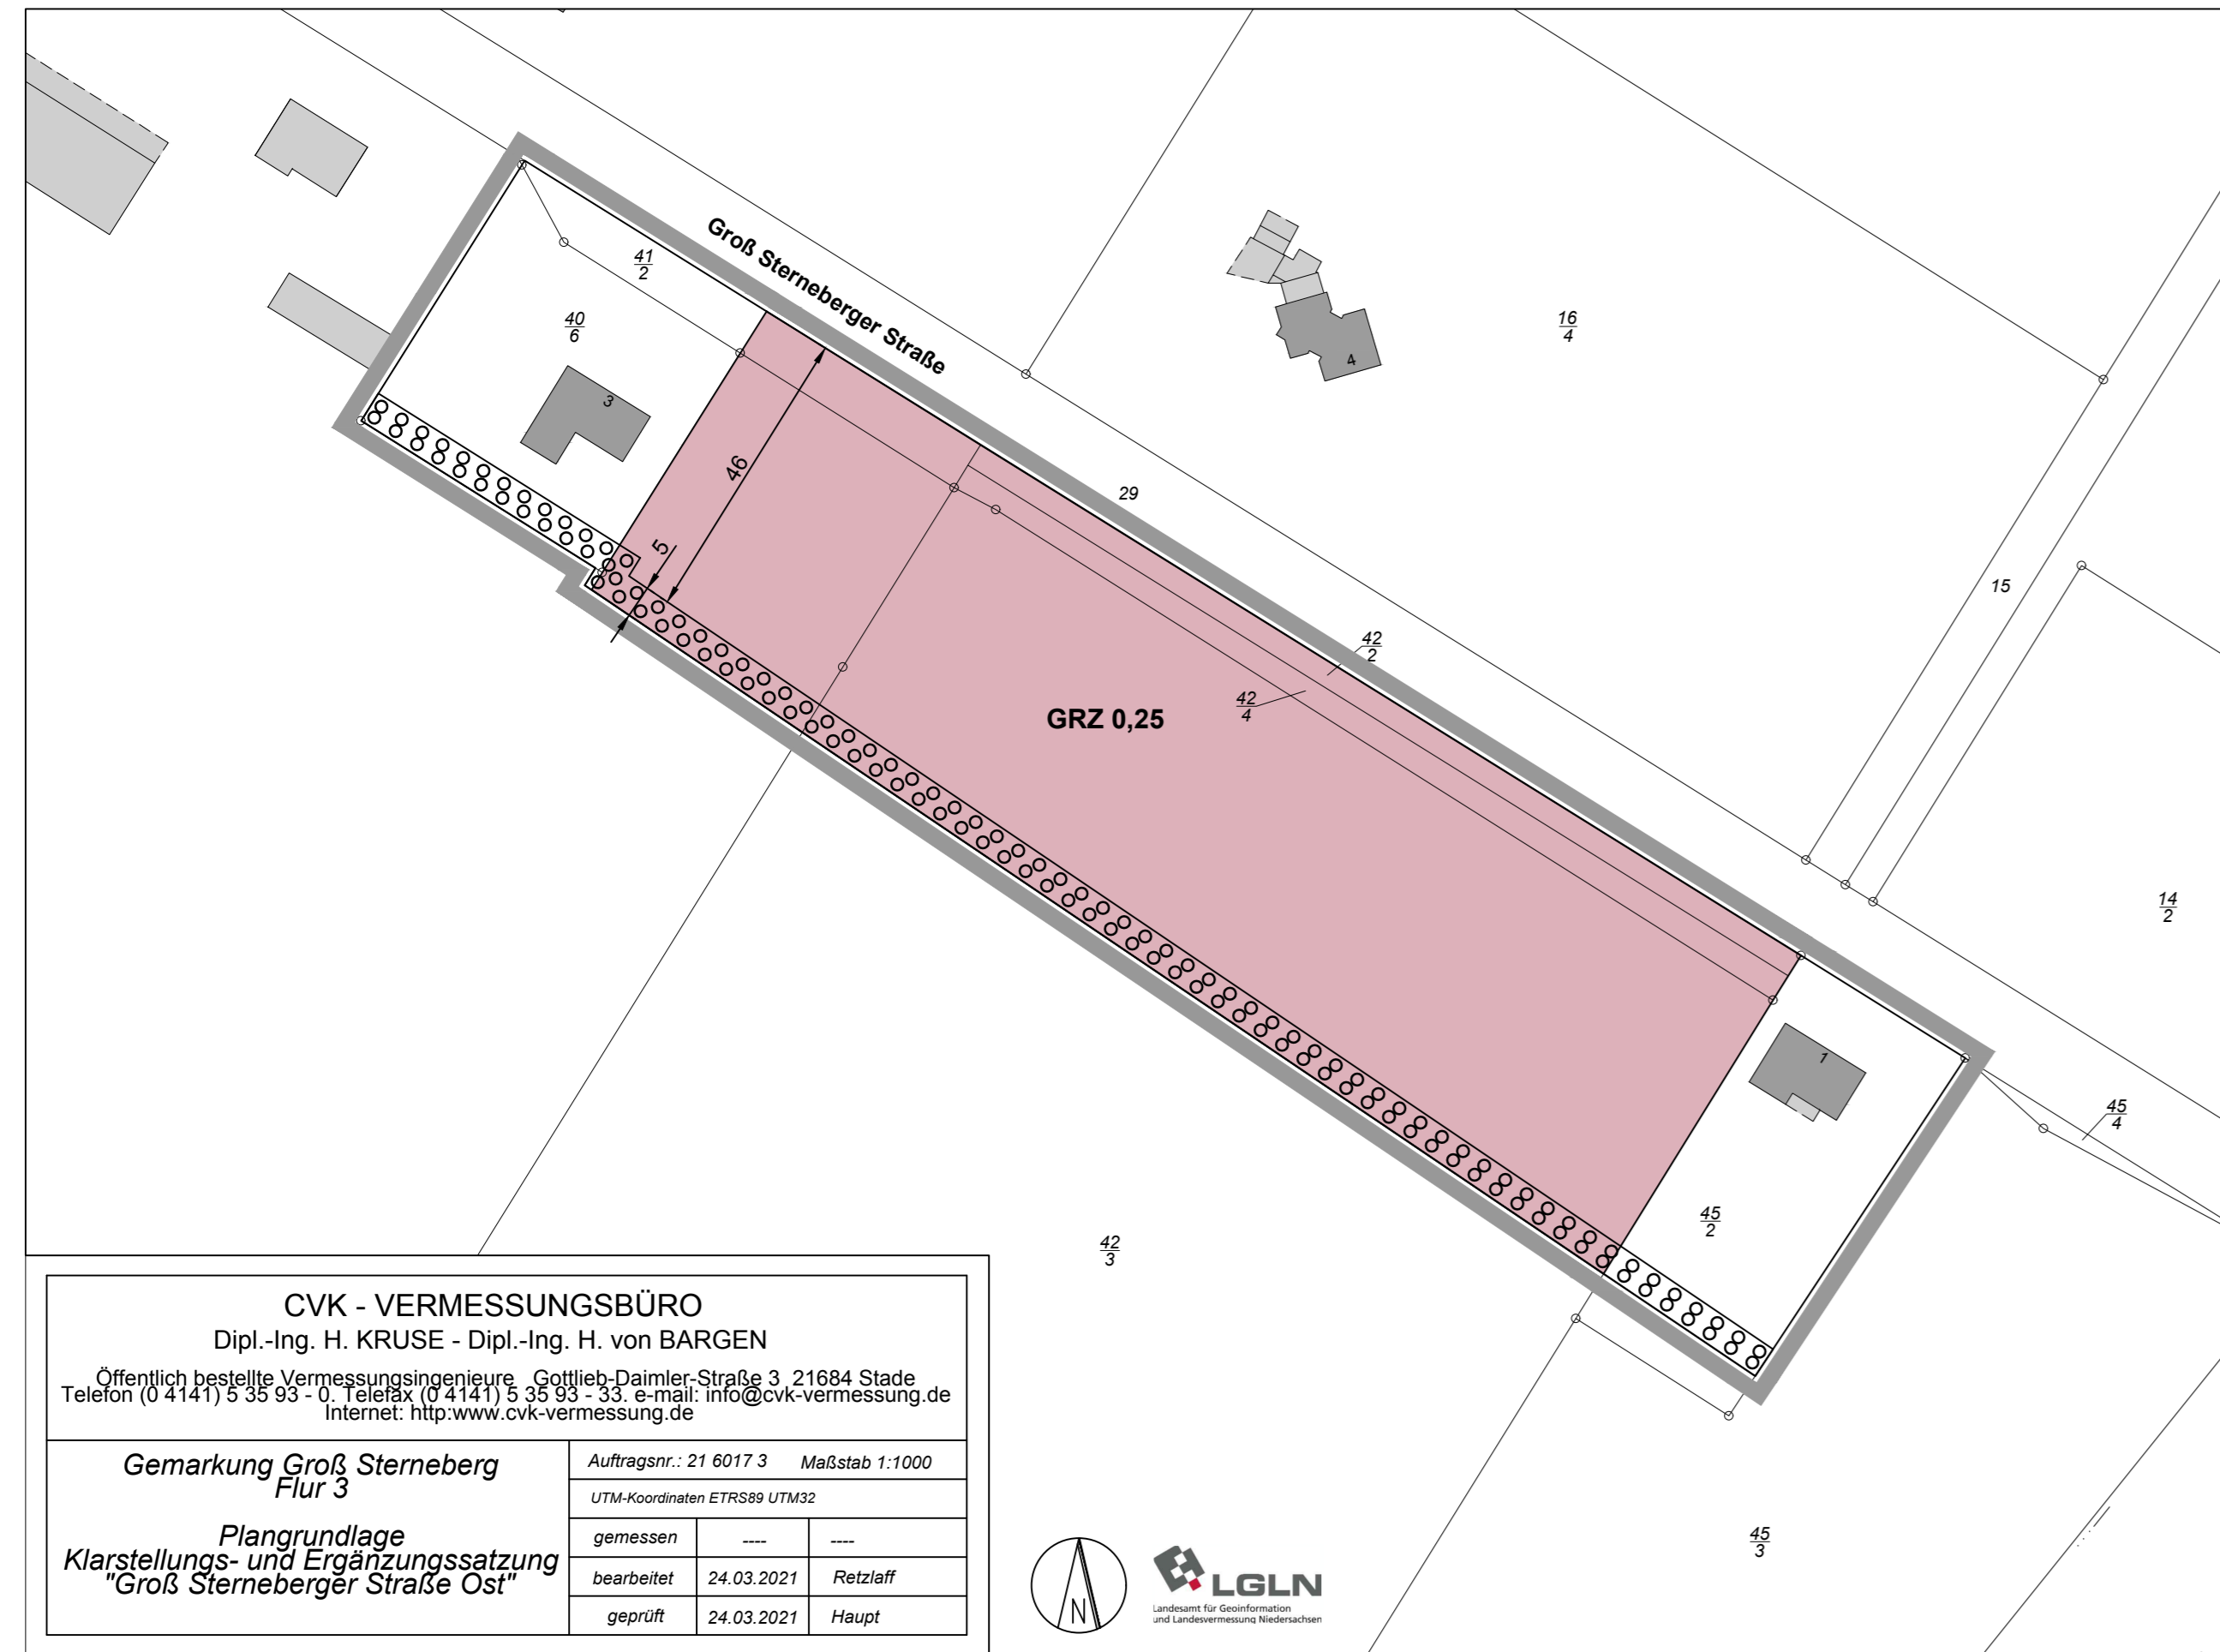 Groß Sterneberger Straße
41
2
40
6
3
46
5
4
16
4
29
15
42
2
42
4
GRZ 0,25
14
2
1
45
4
45
2
42
3
45
3
CVK - VERMESSUNGSBÜRO
Dipl.-Ing. H. KRUSE - Dipl.-Ing. H. von BARGEN
Öffentlich bestellte Vermessungsingenieure Gottlieb-Daimler-Straße 3 21684 Stade
Telefon (0 4141) 5 35 93 - 0. Telefax (0 4141) 5 35 93 - 33. e-mail: info@cvk-vermessung.de
Internet: http:www.cvk-vermessung.de
Gemarkung Groß Sterneberg
Flur 3
Plangrundlage
Klarstellungs- und Ergänzungssatzung
"Groß Sterneberger Straße Ost"
Auftragsnr.: 21 6017 3 Maßstab 1:1000
UTM-Koordinaten ETRS89 UTM32
gemessen ---- ----
bearbeitet 24.03.2021 Retzlaff
geprüft 24.03.2021 Haupt
N
LGLN
Landesamt für Geoinformation
und Landesvermessung Niedersachsen